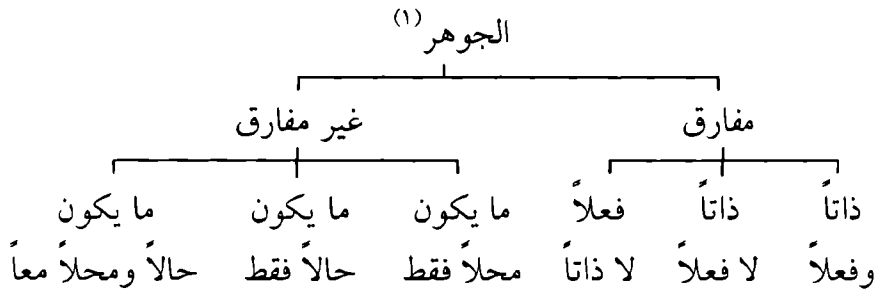 الجوهر (١)
مفارق غير مفارق
ذاتاً ذاتاً فعلاً ما يكون ما يكون ما يكون
وفعلاً لا فعلاً لا ذاتاً محلاً فقط حالاً فقط حالاً ومحلاً معاً